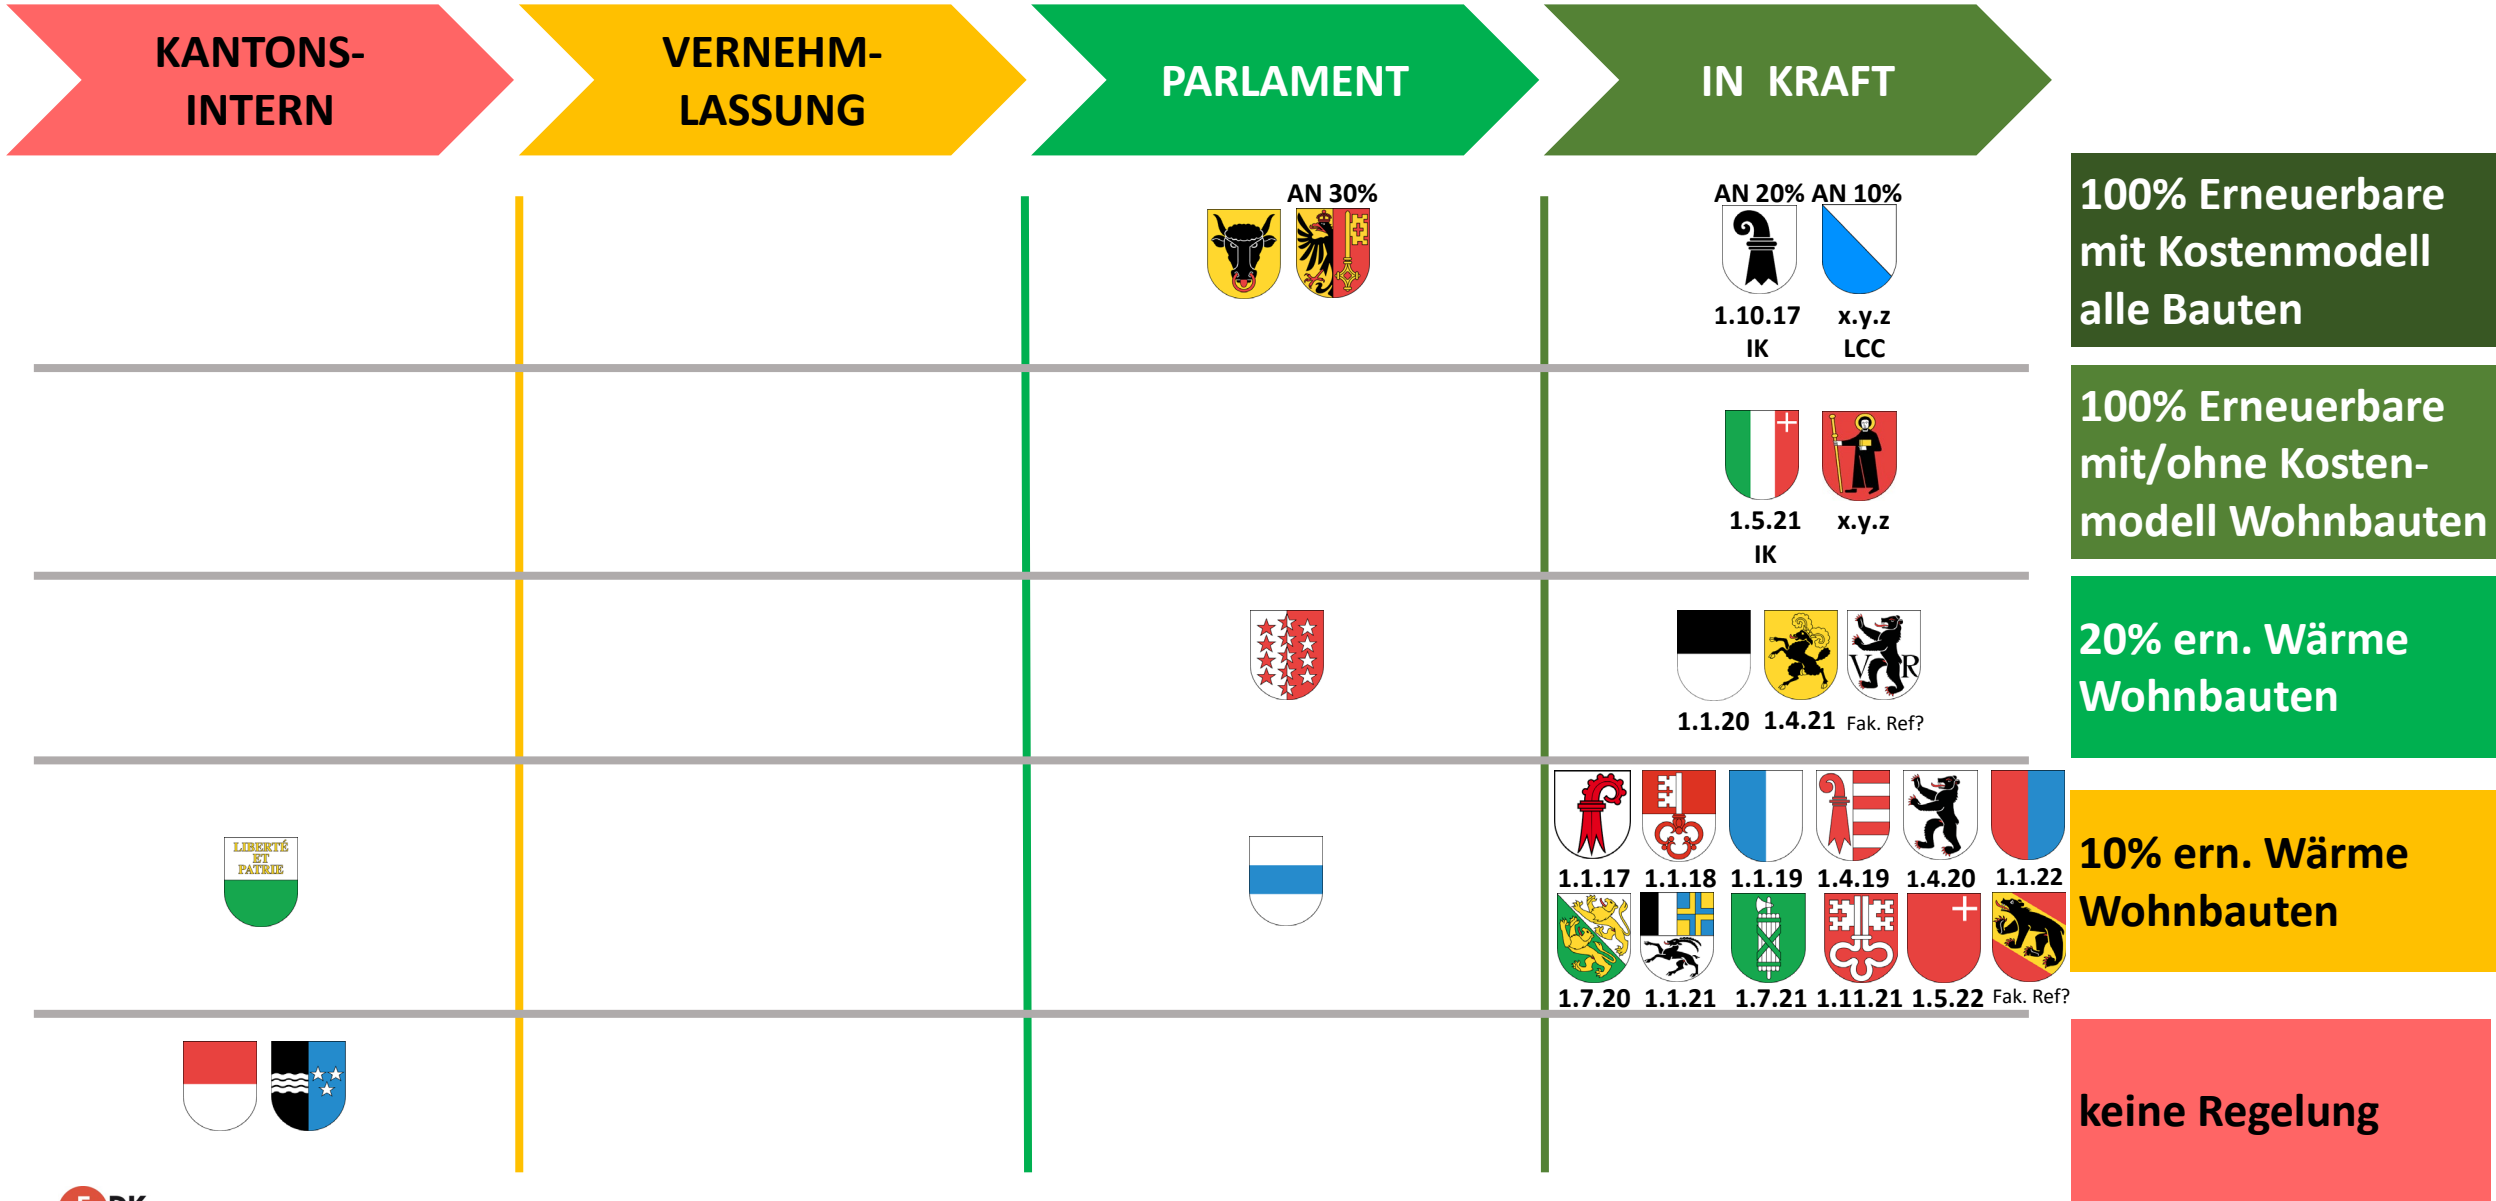 KANTONS-
INTERN
VERNEHM-
LASSUNG
PARLAMENT
IN KRAFT
AN 30%
AN 20% AN 10%
1.10.17 x.y.z
IK LCC
100% Erneuerbare
mit Kostenmodell
alle Bauten
1.5.21 x.y.z
IK
100% Erneuerbare
mit/ohne Kosten-
modell Wohnbauten
V R
1.1.20 1.4.21 Fak. Ref?
20% ern. Wärme
Wohnbauten
LIBERTÉ
ET
PATRIE
1.1.17 1.1.18 1.1.19 1.4.19 1.4.20 1.1.22
1.7.20 1.1.21 1.7.21 1.11.21 1.5.22 Fak. Ref?
10% ern. Wärme
Wohnbauten
keine Regelung